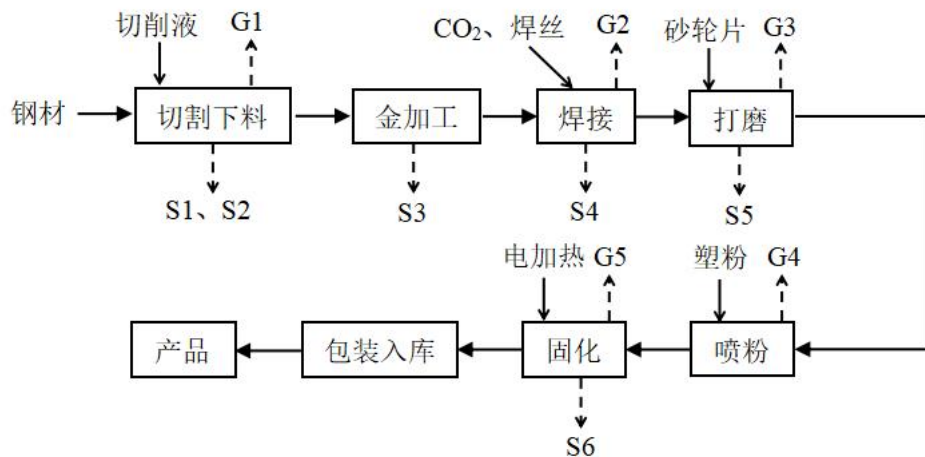 切削液 G1 CO₂、焊丝 G2 砂轮片 G3
钢材 切割下料 金加工 焊接 打磨
S1、S2 S3 S4 S5
电加热 G5 塑粉 G4
产品 包装入库 固化 喷粉
S6